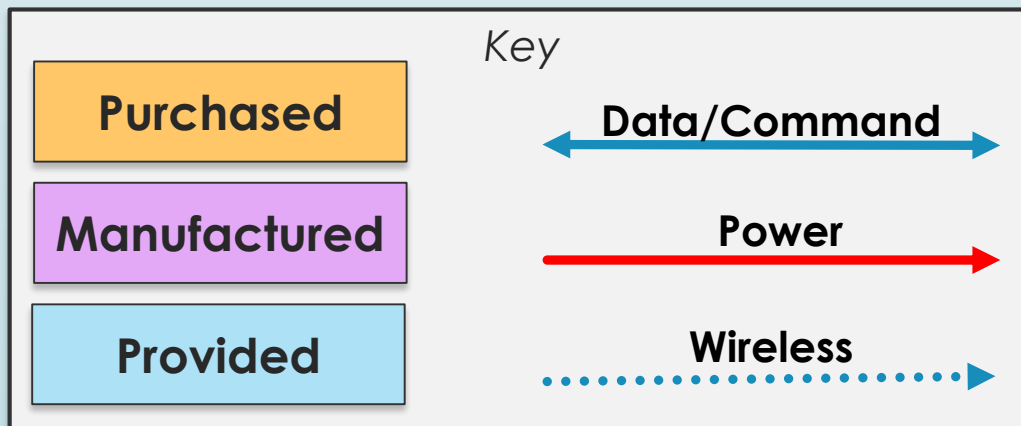 Key
Purchased
Data/Command
Manufactured
Power
Provided
Wireless